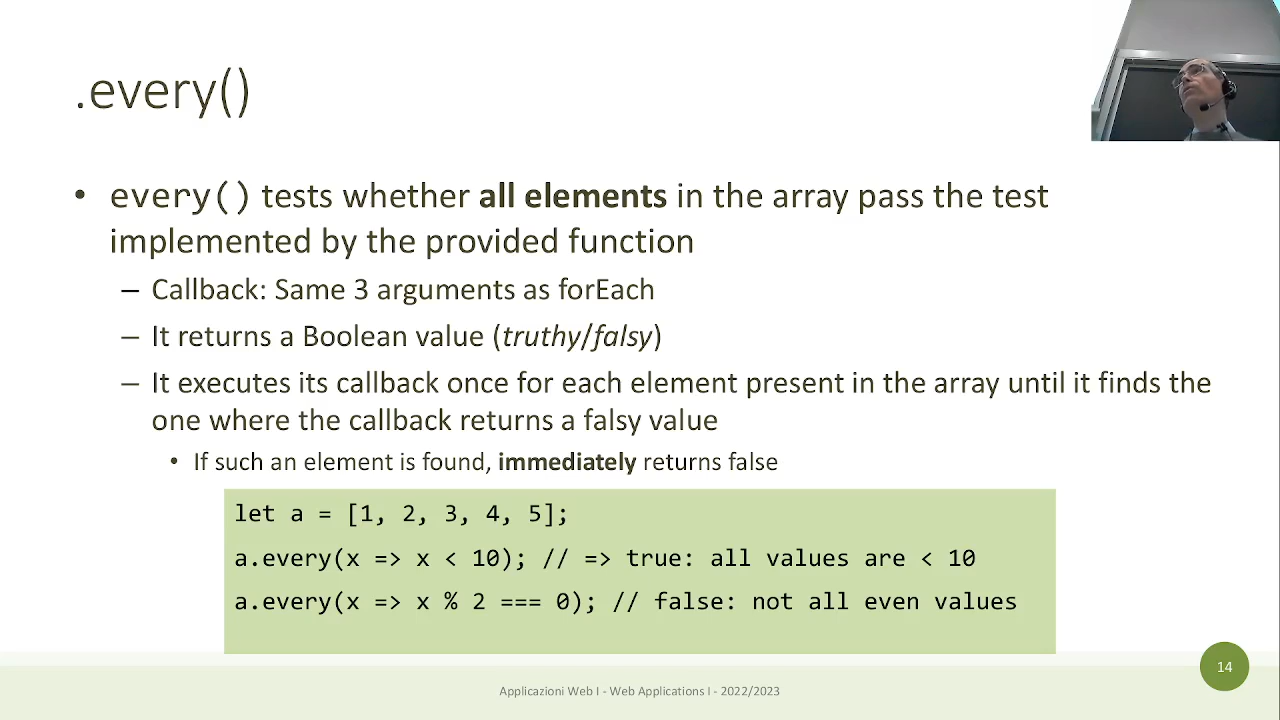 .every()
• every() tests whether all elements in the array pass the test
implemented by the provided function
– Callback: Same 3 arguments as forEach
– It returns a Boolean value (truthy/falsy)
– It executes its callback once for each element present in the array until it finds the
one where the callback returns a falsy value
• If such an element is found, immediately returns false
let a = [1, 2, 3, 4, 5];
a.every(x => x < 10); // => true: all values are < 10
a.every(x => x % 2 === 0); // false: not all even values
14
Applicazioni Web I - Web Applications I - 2022/2023